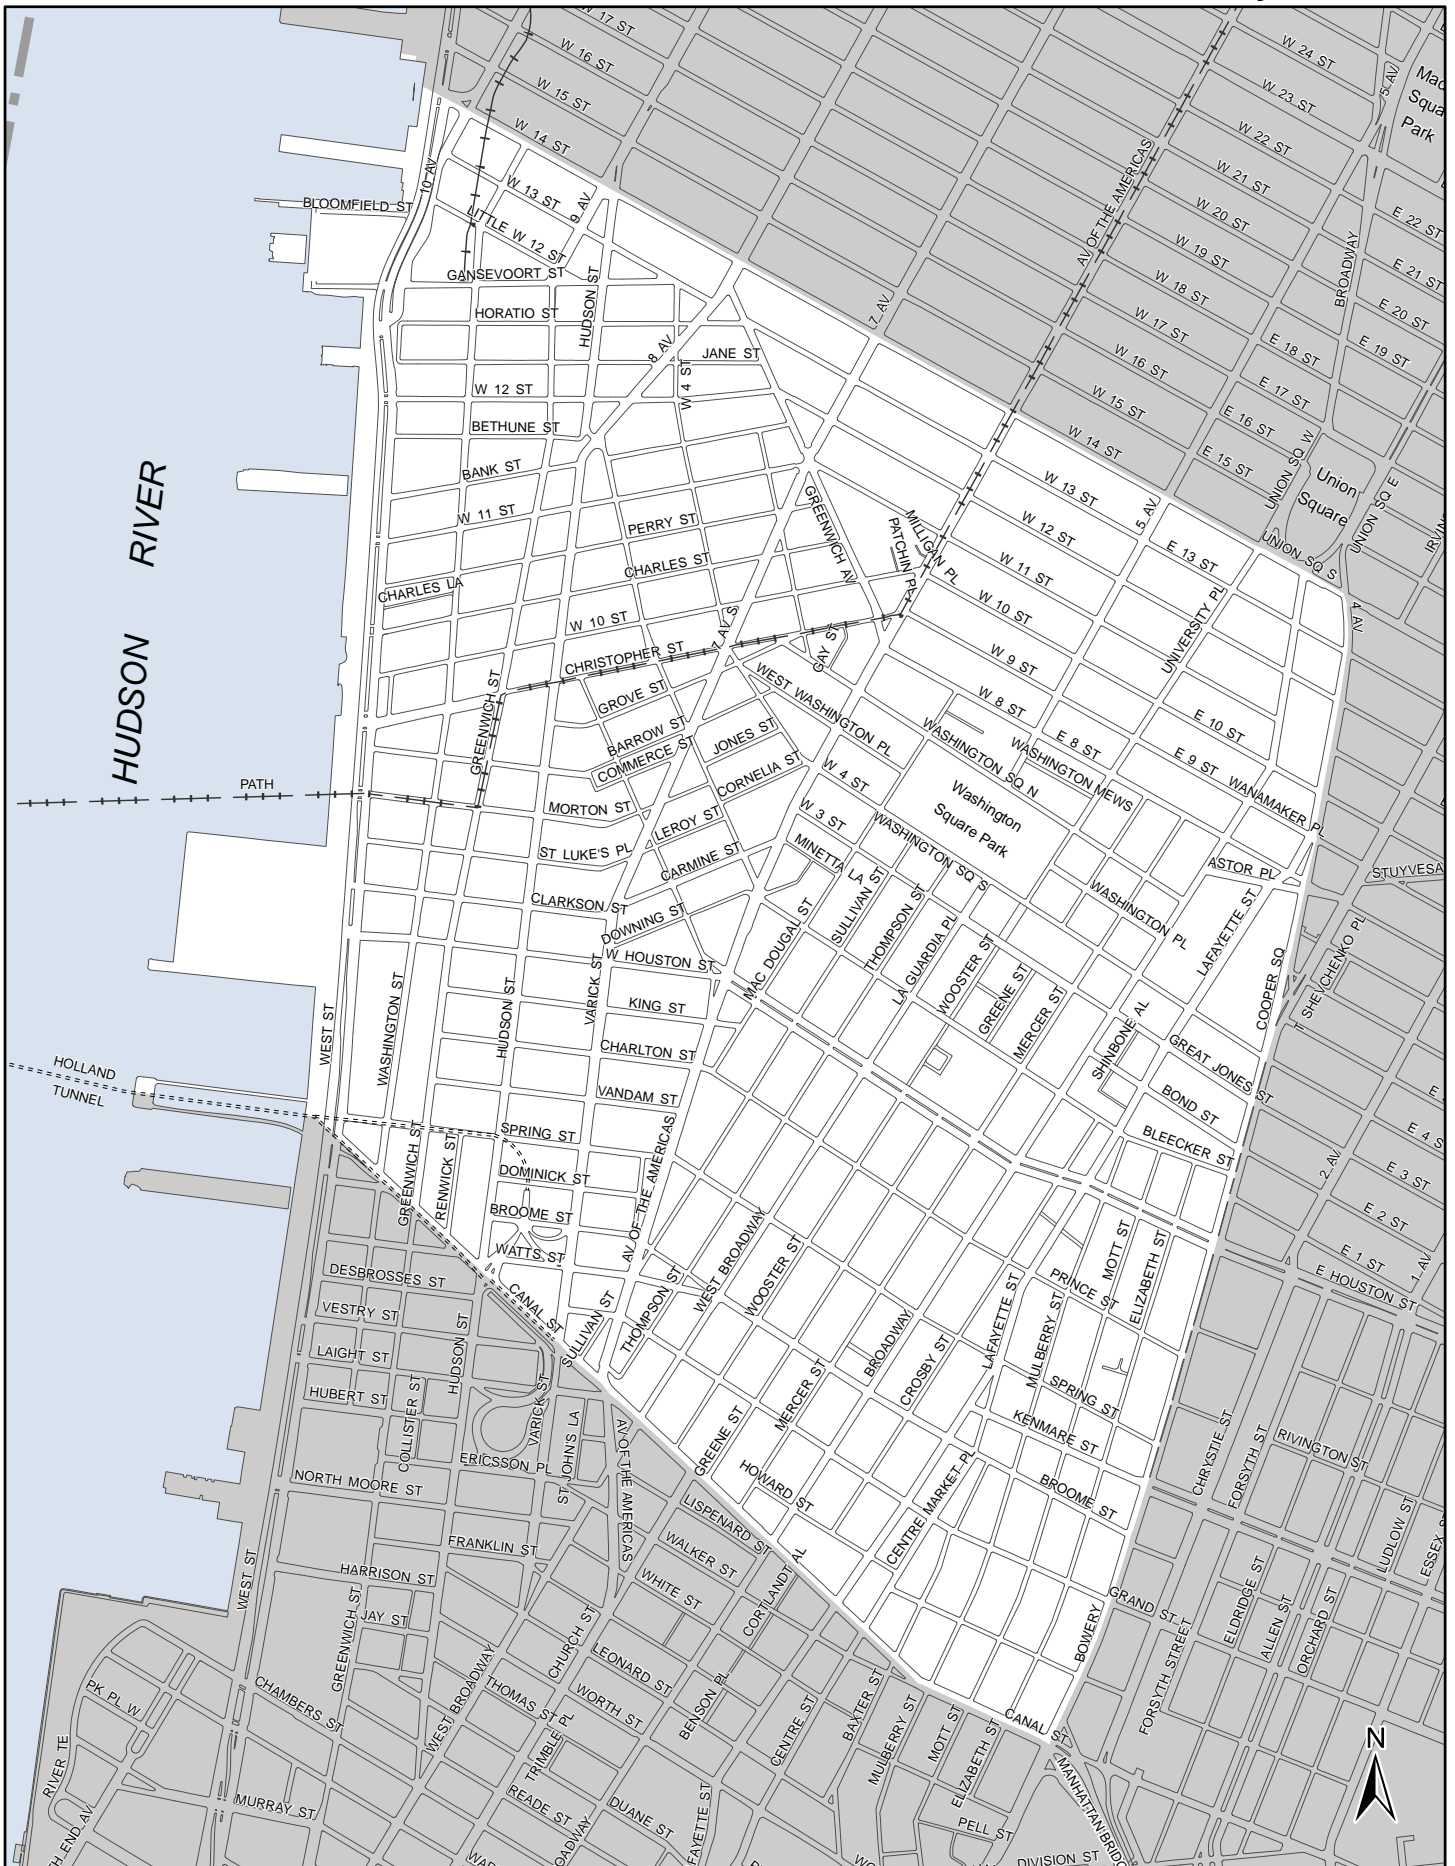 W 17 ST
W 16 ST
W 15 ST
W 14 ST
W 24 ST
W 23 ST
W 22 ST
W 21 ST
W 20 ST
W 19 ST
W 18 ST
W 17 ST
W 16 ST
W 15 ST
W 14 ST
5 AV
Park
AV OF THE AMERICAS
BROADWAY
E 22 ST
E 21 ST
E 20 ST
E 19 ST
E 18 ST
E 17 ST
E 16 ST
E 15 ST
UNION SQ W
Union
Square
UNION SQ E
UNION SQ S
4 AV
10 AV
BLOOMFIELD ST
W 13 ST
9 AV
LITTLE W 12 ST
GANSEVOORT ST
HORATIO ST
HUDSON ST
8 AV
JANE ST
W 4 ST
7 AV
W 12 ST
BETHUNE ST
BANK ST
W 11 ST
PERRY ST
CHARLES ST
CHARLES LA
W 10 ST
CHRISTOPHER ST
7 AV S
GREENWICH AV
PATCHIN PL
MILLIGAN PL
GAY ST
W 13 ST
W 12 ST
W 11 ST
W 10 ST
W 9 ST
W 8 ST
5 AV
E 13 ST
UNIVERSITY PL
E 10 ST
E 9 ST
E 8 ST
WANAMAKER PL
HUDSON RIVER
PATH
GREENWICH ST
GROVE ST
BARROW ST
COMMERCE ST
JONES ST
CORNELIA ST
MORTON ST
LEROY ST
ST LUKE'S PL
CARMINE ST
CLARKSON ST
DOWNING ST
W HOUSTON ST
WEST WASHINGTON PL
WASHINGTON SQ N
WASHINGTON MEWS
Washington
Square Park
W 4 ST
W 3 ST
WASHINGTON SQ S
MINETTA LA
SULLIVAN ST
THOMPSON ST
MAC DOUGAL ST
LA GUARDIA PL
WOOSTER ST
GREENE ST
MERCER ST
WASHINGTON PL
ASTOR PL
LAFAYETTE ST
COOPER SQ
SHEVCHENKO PL
SHINBONE AL
GREAT JONES ST
BOND ST
BLEECKER ST
KING ST
CHARLTON ST
VANDAM ST
VARICK ST
HUDSON ST
WASHINGTON ST
WEST ST
HOLLAND
TUNNEL
SPRING ST
DOMINICK ST
BROOME ST
WATTS ST
CANAL ST
GREENWICH ST
RENWICK ST
AV OF THE AMERICAS
SULLIVAN ST
THOMPSON ST
WEST BROADWAY
WOOSTER ST
GREENE ST
MERCER ST
BROADWAY
CROSBY ST
LAFAYETTE ST
MULBERRY ST
MOTT ST
ELIZABETH ST
PRINCE ST
SPRING ST
KENMARE ST
BROOME ST
HOWARD ST
CENTRE MARKET PL
BOWERY
GRAND ST
CANAL ST
2 AV
E 4 S
E 3 ST
E 2 ST
E 1 ST
1 AV
E HOUSTON ST
CHRYSTIE ST
FORSYTH ST
RIVINGTON ST
LUDLOW ST
ELDRIDGE ST
ALLEN ST
ORCHARD ST
FORSYTH STREET
DESBROSSES ST
VESTRY ST
LAIGHT ST
HUBERT ST
COLLISTER ST
HUDSON ST
VARICK ST
ST JOHN'S LA
ERICSSON PL
NORTH MOORE ST
FRANKLIN ST
HARRISON ST
JAY ST
GREENWICH ST
WEST ST
AV OF THE AMERICAS
LISPENARD ST
WALKER ST
WHITE ST
CORTLANDT AL
CHURCH ST
LEONARD ST
WORTH ST
THOMAS ST
WEST BROADWAY
TRIMBLE PL
BENSON PL
CENTRE ST
BAXTER ST
MULBERRY ST
MOTT ST
ELIZABETH ST
CHAMBERS ST
PK PL W
RIVER TE
MURRAY ST
READE ST
DUANE ST
PELL ST
DIVISION ST
N